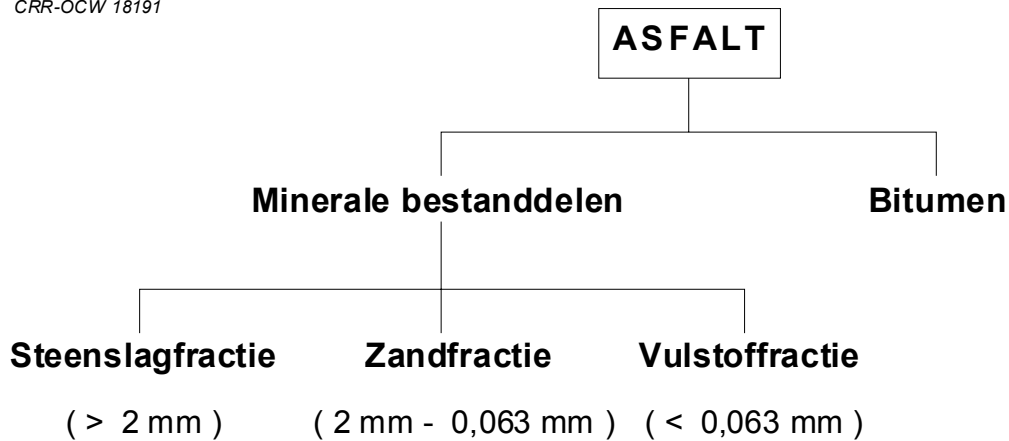 CRR-OCW 18191
ASFALT
Minerale bestanddelen Bitumen
Steenslagfractie Zandfractie Vulstoffractie
( > 2 mm ) ( 2 mm - 0,063 mm ) ( < 0,063 mm )